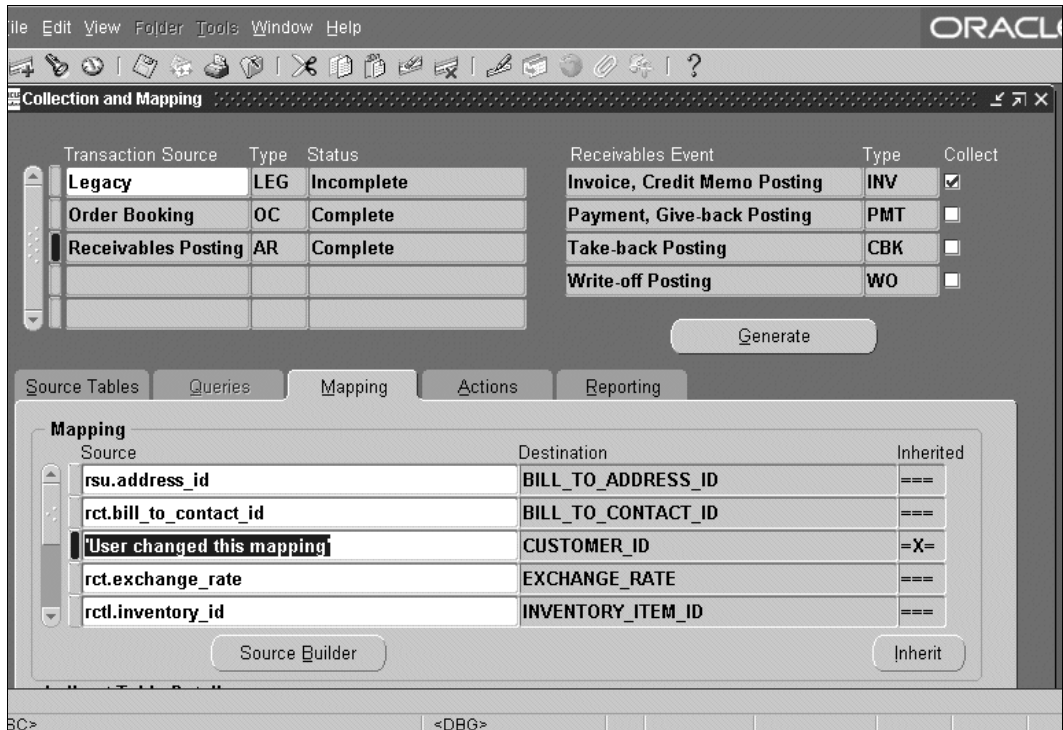 ile Edit View Folder Tools Window Help ORACL
?
Collection and Mapping
Transaction Source Type Status Receivables Event Type Collect
Legacy LEG Incomplete Invoice, Credit Memo Posting INV
Order Booking OC Complete Payment, Give-back Posting PMT
Receivables Posting AR Complete Take-back Posting CBK
Write-off Posting WO
Generate
Source Tables Queries Mapping Actions Reporting
Mapping
Source Destination Inherited
rsu.address_id BILL_TO_ADDRESS_ID ===
rct.bill_to_contact_id BILL_TO_CONTACT_ID ===
'User changed this mapping' CUSTOMER_ID =X=
rct.exchange_rate EXCHANGE_RATE ===
rctl.inventory_id INVENTORY_ITEM_ID ===
Source Builder Inherit
SC> <DBG>